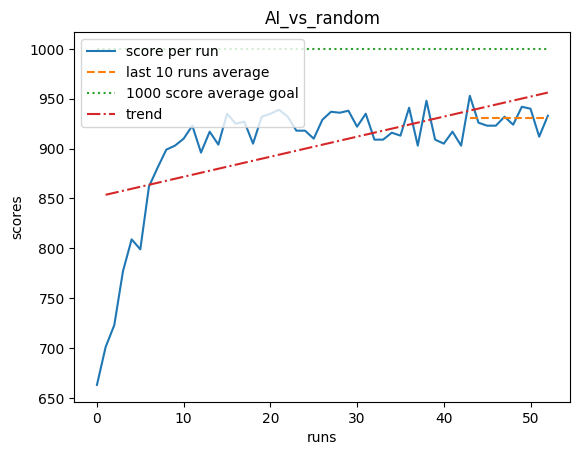 AI_vs_random
1000
950
900
850
800
750
700
650
scores
score per run
last 10 runs average
1000 score average goal
trend
0
10
20
30
40
50
runs